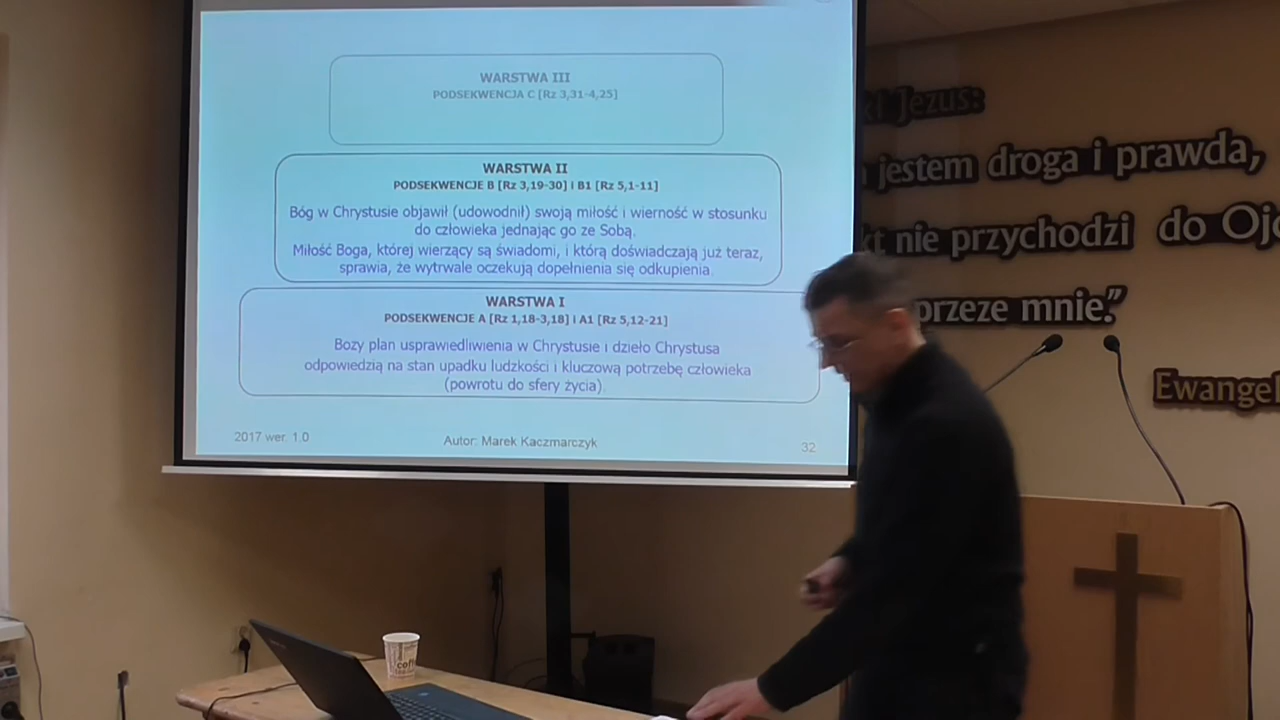 WARSTWA III
PODSEKWENCJA C [Rz 3,31-4,25]
WARSTWA II
PODSEKWENCJE B [Rz 3,19-30] i B1 [Rz 5,1-11]
Bóg w Chrystusie objawił (udowodnił) swoją miłość i wierność w stosunku
do człowieka jednając go ze Sobą.
Miłość Boga, której wierzący są świadomi, i którą doświadczają już teraz,
sprawia, że wytrwale oczekują dopełnienia się odkupienia.
WARSTWA I
PODSEKWENCJE A [Rz 1,18-3,18] i A1 [Rz 5,12-21]
Boży plan usprawiedliwienia w Chrystusie i dzieło Chrystusa
odpowiedzią na stan upadku ludzkości i kluczową potrzebę człowieka
(powrotu do sfery życia).
2017 wer. 1.0
Autor: Marek Kaczmarczyk
32
Jezus:
jestem droga i prawda,
nie przychodzi do Ojc
przeze mnie."
Ewangel
coffee